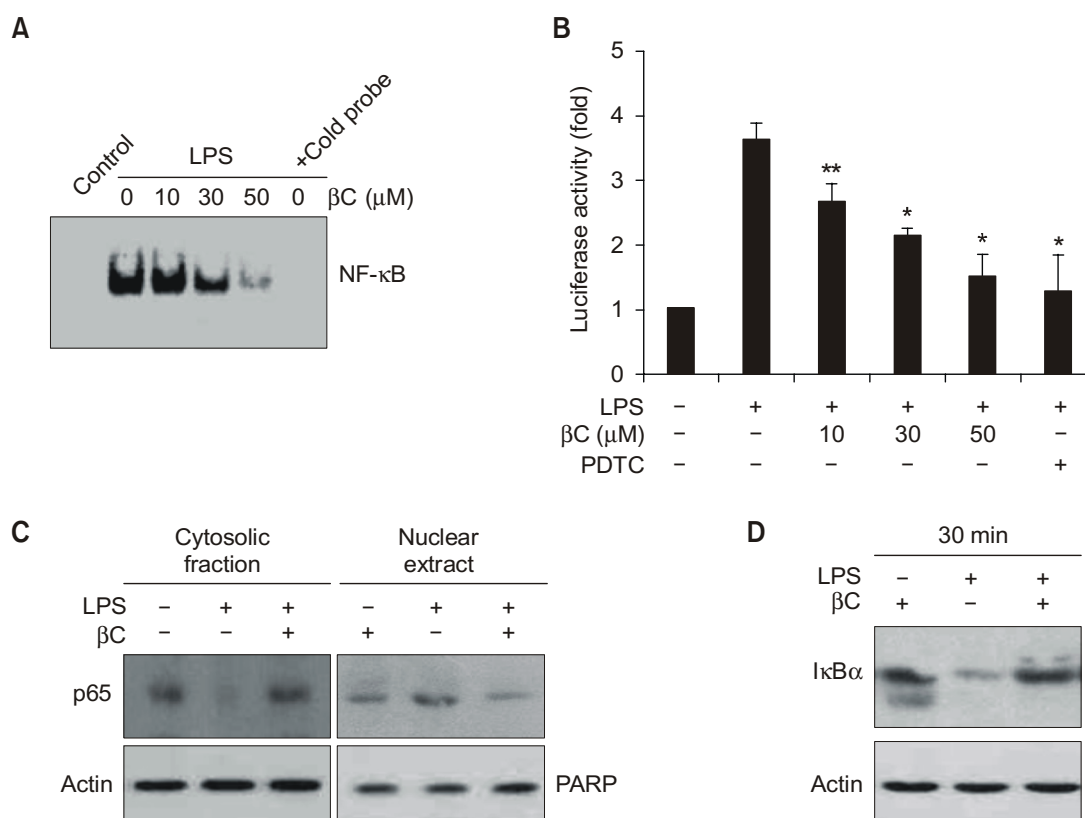 A
Control
LPS
+Cold probe
0 10 30 50 0 βC (μM)
NF-κB
B
Luciferase activity (fold)
5
4
3
2
1
0
** * * *
LPS – + + + + +
βC (μM) – – 10 30 50 –
PDTC – – – – – +
C
Cytosolic fraction
Nuclear extract
LPS – + + – + +
βC – – + + – +
p65
Actin
PARP
D
30 min
LPS – + +
βC + – +
IκBα
Actin